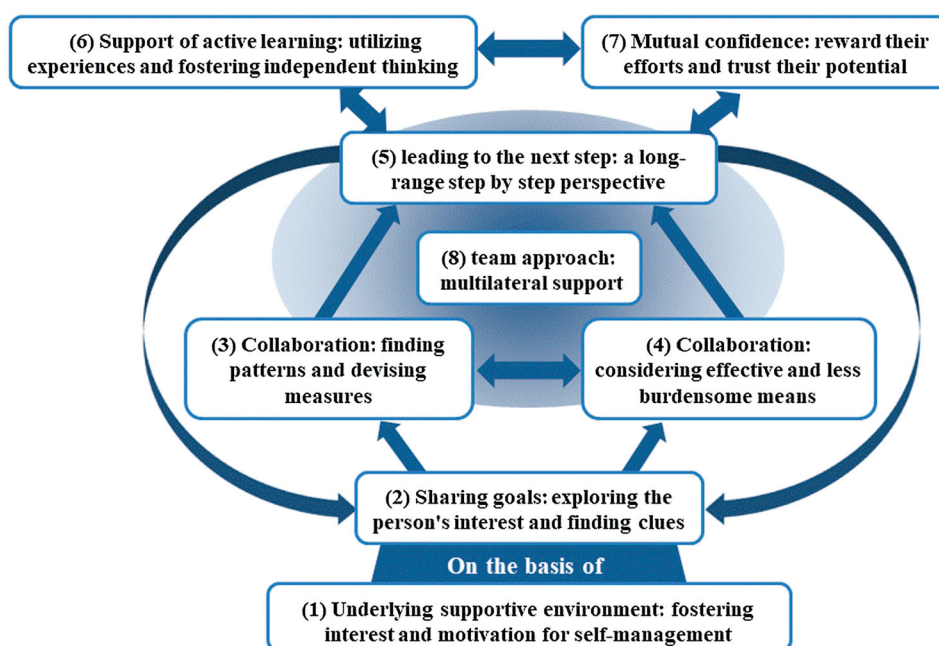 (6) Support of active learning: utilizing
experiences and fostering independent thinking
(7) Mutual confidence: reward their
efforts and trust their potential
(5) leading to the next step: a long-
range step by step perspective
(8) team approach:
multilateral support
(3) Collaboration: finding
patterns and devising
measures
(4) Collaboration:
considering effective and less
burdensome means
(2) Sharing goals: exploring the
person's interest and finding clues
On the basis of
(1) Underlying supportive environment: fostering
interest and motivation for self-management